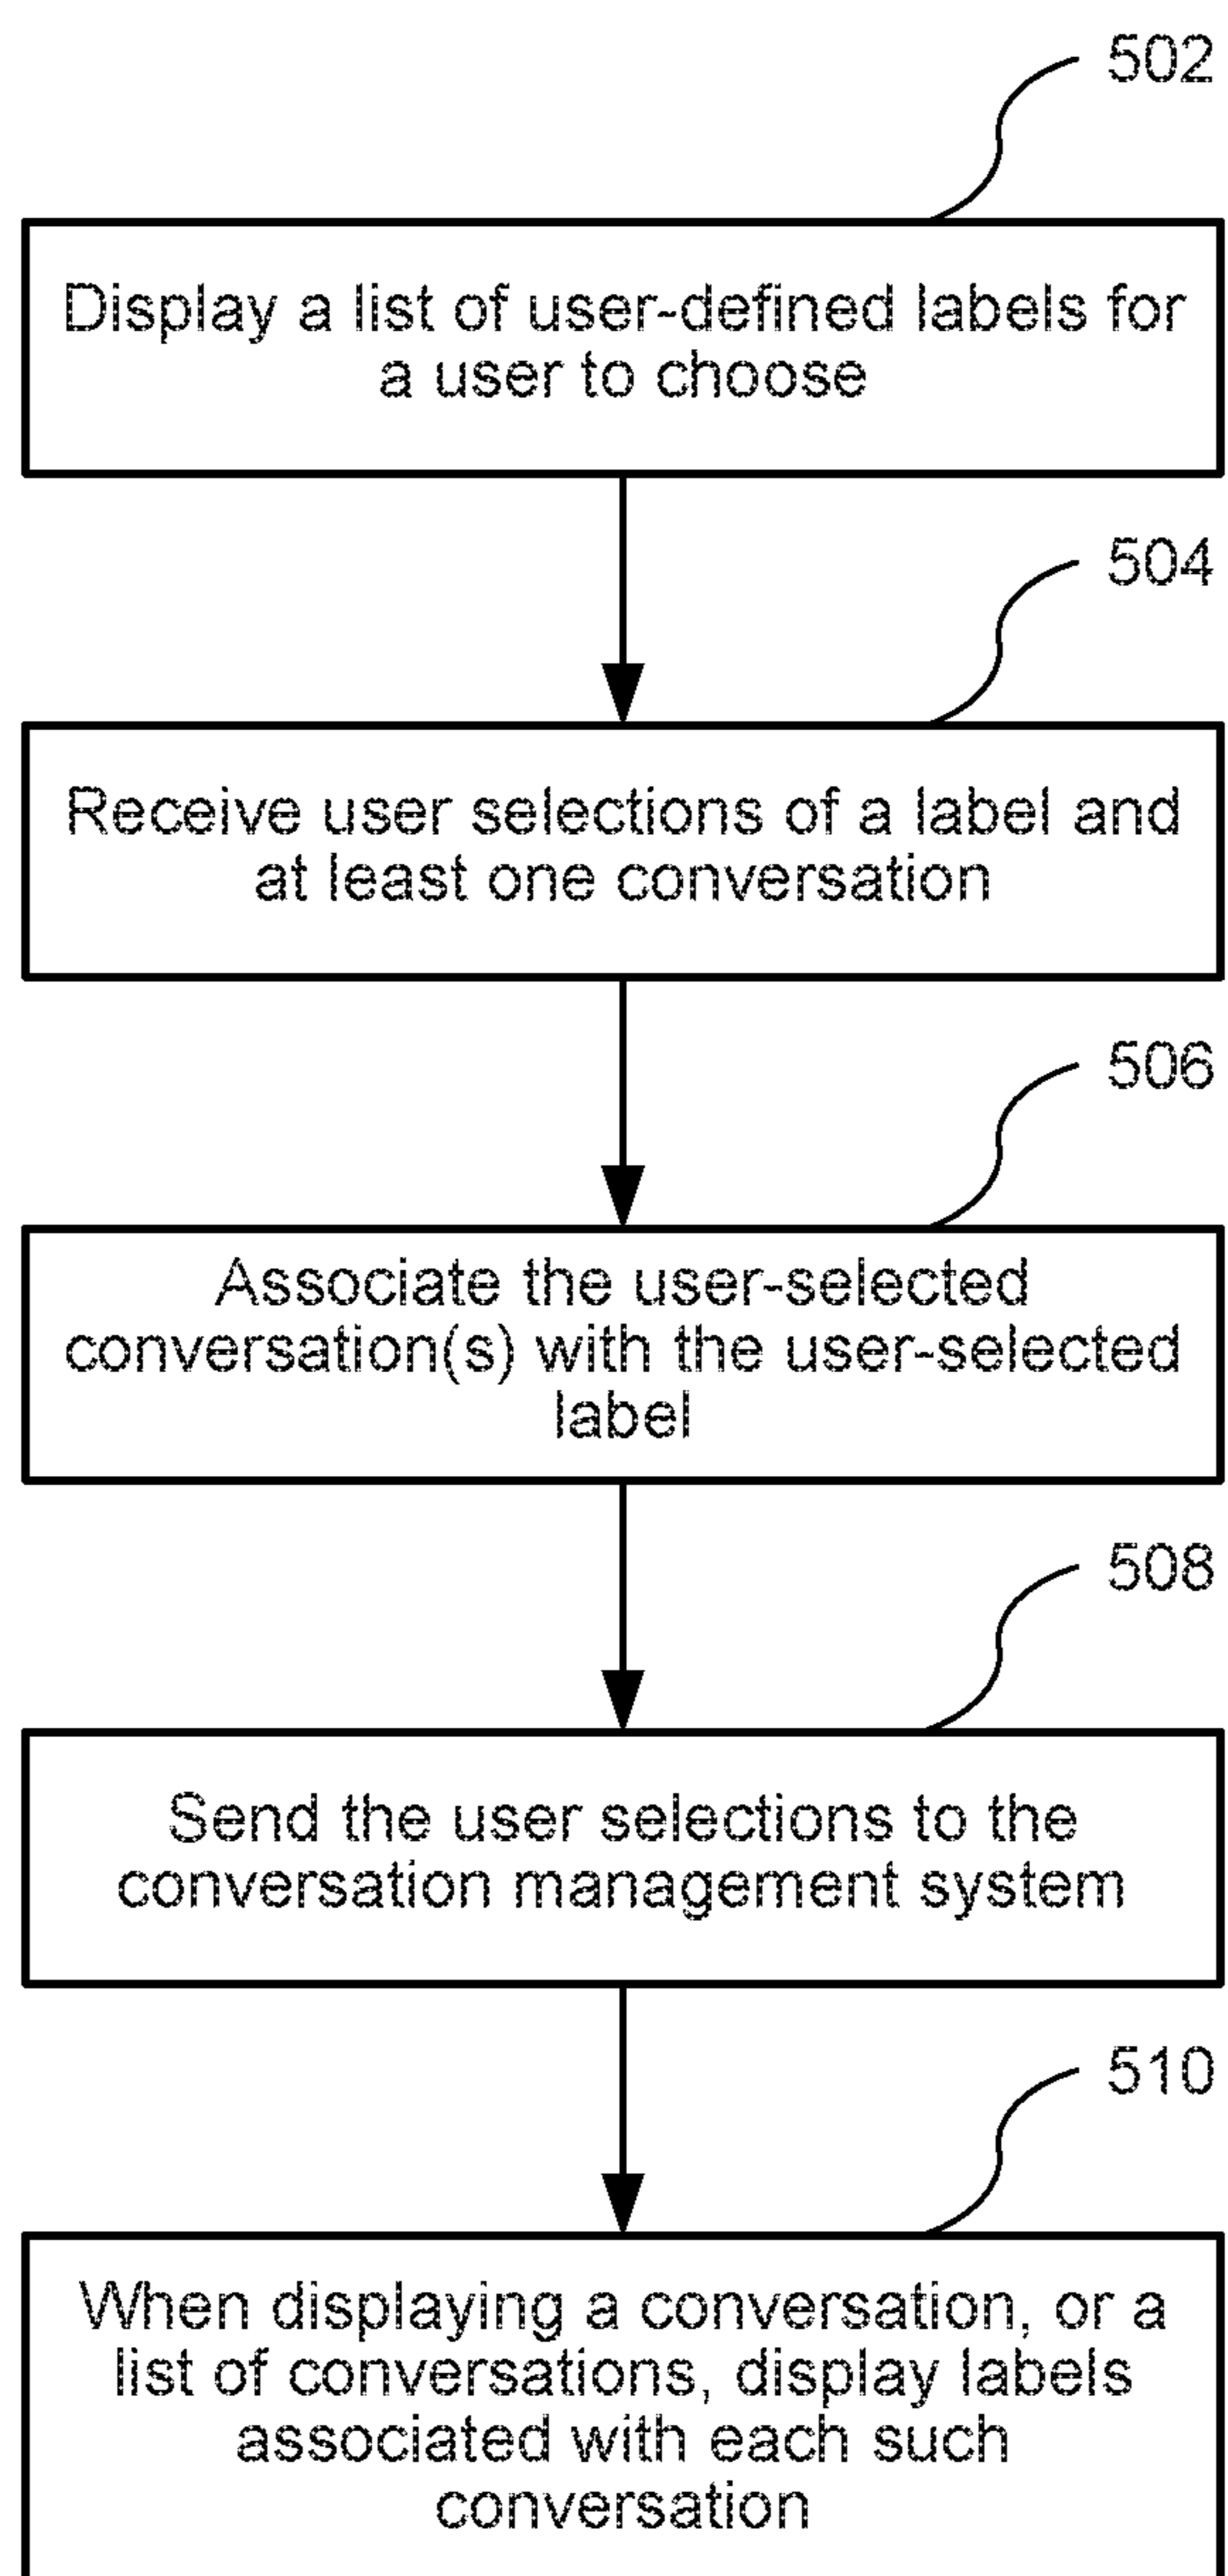 502
Display a list of user-defined labels for
a user to choose
504
Receive user selections of a label and
at least one conversation
506
Associate the user-selected
conversation(s) with the user-selected
label
508
Send the user selections to the
conversation management system
510
When displaying a conversation, or a
list of conversations, display labels
associated with each such
conversation